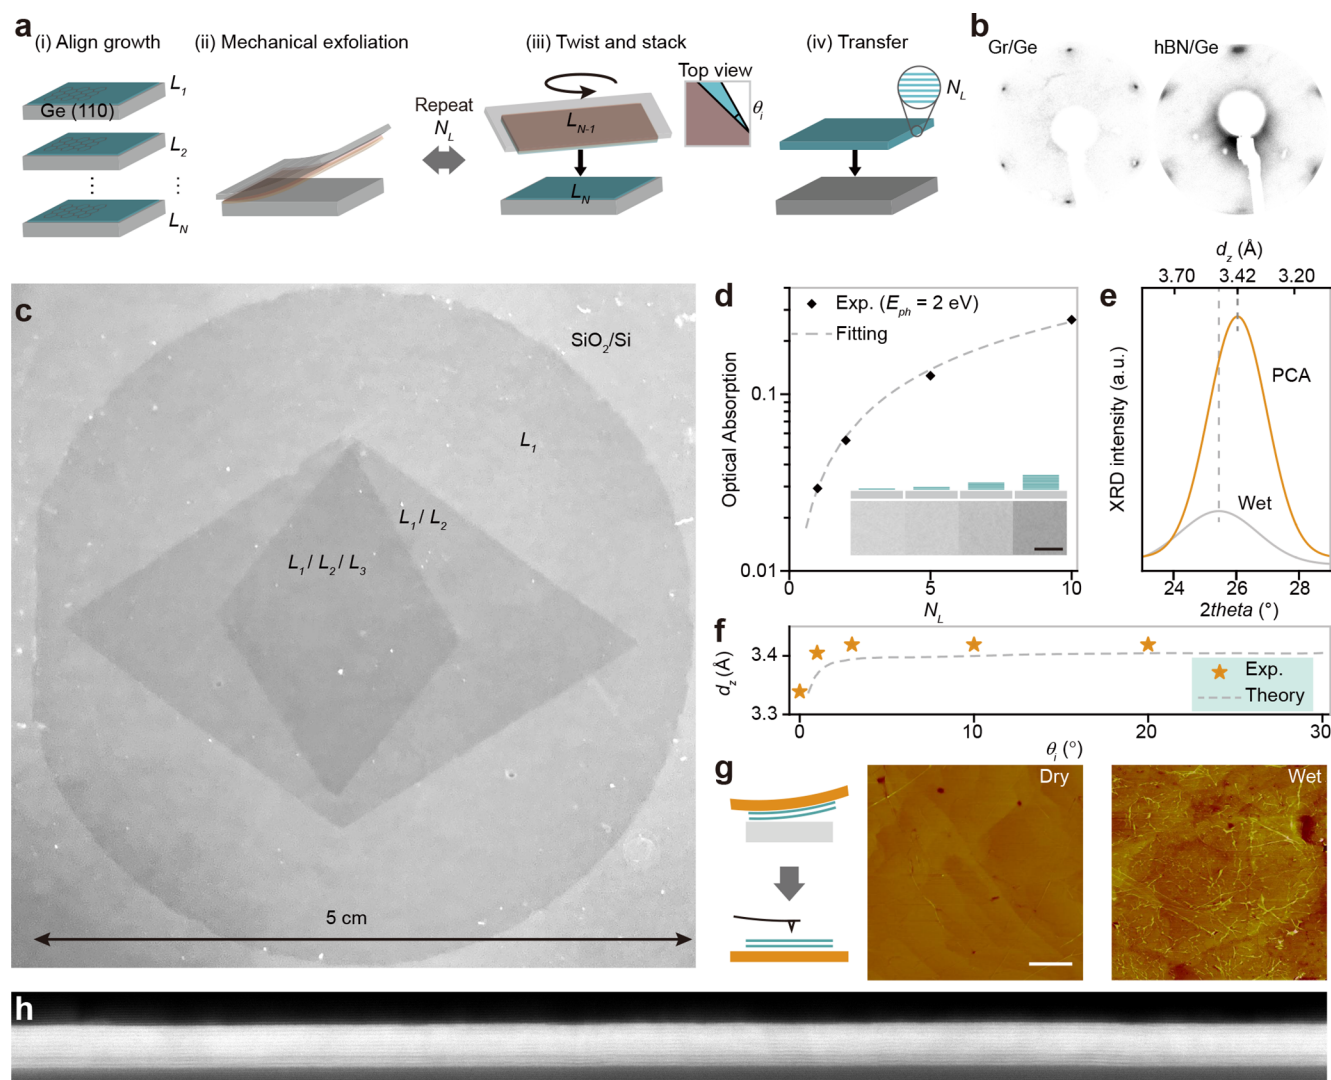 a
(i) Align growth
(ii) Mechanical exfoliation
(iii) Twist and stack
(iv) Transfer
L1
Ge (110)
L2
⋮ ⋮
LN
Repeat
NL
LN-1
LN
Top view
θi
NL
b
Gr/Ge
hBN/Ge
c
SiO2/Si
L1
L1/ L2
L1/ L2/ L3
5 cm
d
Exp. (Eph = 2 eV)
Fitting
Optical Absorption
0.1
0.01
0 5 10
NL
e
dz (Å)
3.70 3.42 3.20
XRD intensity (a.u.)
PCA
Wet
24 26 28
2theta (°)
f
dz (Å)
3.4
3.3
Exp.
Theory
0 10 20 30
θi (°)
g
Dry
Wet
h